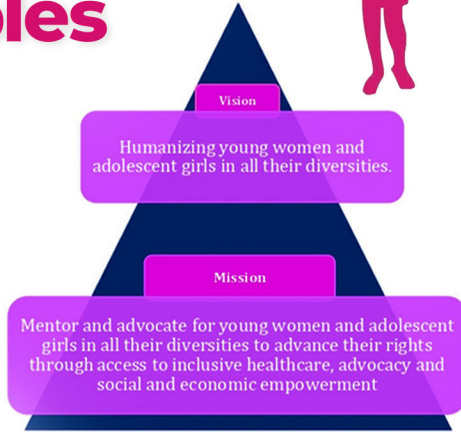 Vision
Humanizing young women and
adolescent girls in all their diversities.
Mission
Mentor and advocate for young women and adolescent
girls in all their diversities to advance their rights
through access to inclusive healthcare, advocacy and
social and economic empowerment